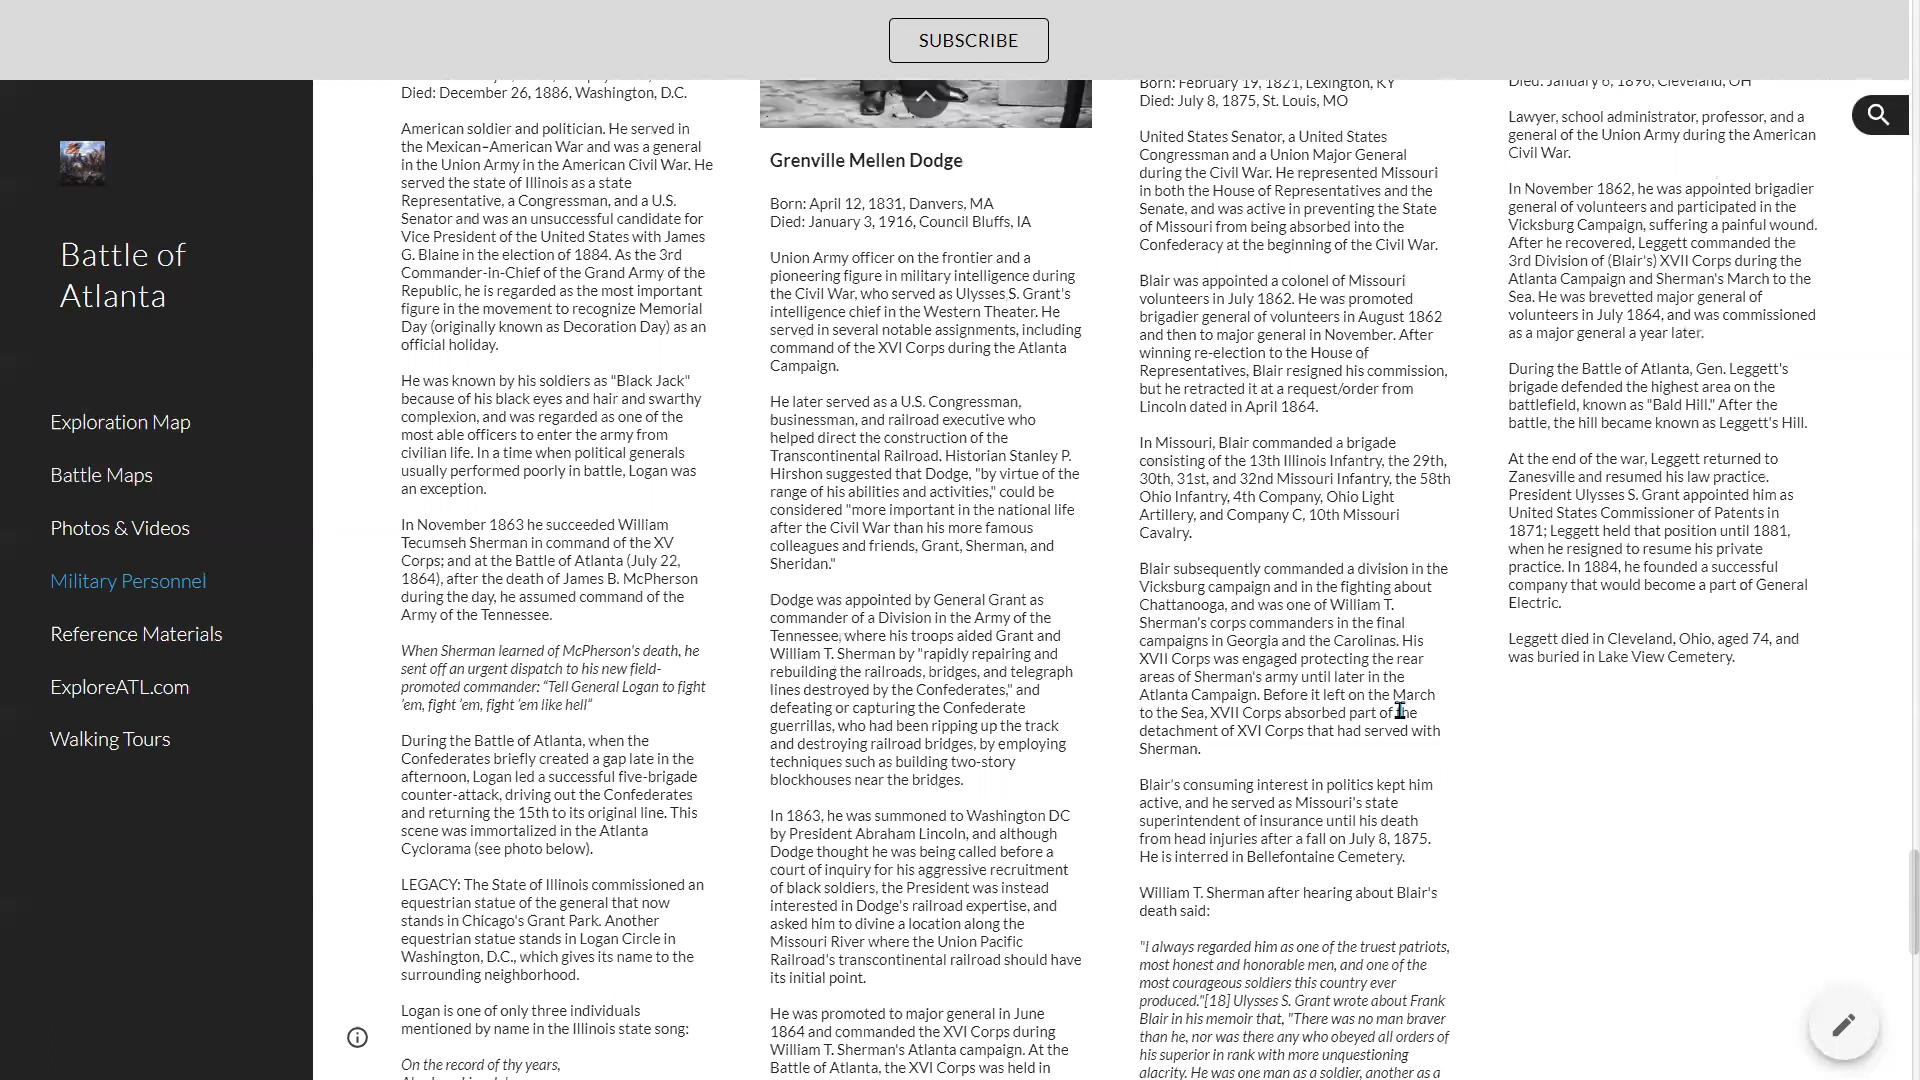 SUBSCRIBE
Battle of
Atlanta
Exploration Map
Battle Maps
Photos & Videos
Military Personnel
Reference Materials
ExploreATL.com
Walking Tours
Died: December 26, 1886, Washington, D.C.
American soldier and politician. He served in
the Mexican–American War and was a general
in the Union Army in the American Civil War. He
served the state of Illinois as a state
Representative, a Congressman, and a U.S.
Senator and was an unsuccessful candidate for
Vice President of the United States with James
G. Blaine in the election of 1884. As the 3rd
Commander-in-Chief of the Grand Army of the
Republic, he is regarded as the most important
figure in the movement to recognize Memorial
Day (originally known as Decoration Day) as an
official holiday.
He was known by his soldiers as "Black Jack"
because of his black eyes and hair and swarthy
complexion, and was regarded as one of the
most able officers to enter the army from
civilian life. In a time when political generals
usually performed poorly in battle, Logan was
an exception.
In November 1863 he succeeded William
Tecumseh Sherman in command of the XV
Corps; and at the Battle of Atlanta (July 22,
1864), after the death of James B. McPherson
during the day, he assumed command of the
Army of the Tennessee.
When Sherman learned of McPherson's death, he
sent off an urgent dispatch to his new field-
promoted commander: “Tell General Logan to fight
'em, fight 'em, fight 'em like hell”
During the Battle of Atlanta, when the
Confederates briefly created a gap late in the
afternoon, Logan led a successful five-brigade
counter-attack, driving out the Confederates
and returning the 15th to its original line. This
scene was immortalized in the Atlanta
Cyclorama (see photo below).
LEGACY: The State of Illinois commissioned an
equestrian statue of the general that now
stands in Chicago's Grant Park. Another
equestrian statue stands in Logan Circle in
Washington, D.C., which gives its name to the
surrounding neighborhood.
Logan is one of only three individuals
mentioned by name in the Illinois state song:
On the record of thy years,
Grenville Mellen Dodge
Born: April 12, 1831, Danvers, MA
Died: January 3, 1916, Council Bluffs, IA
Union Army officer on the frontier and a
pioneering figure in military intelligence during
the Civil War, who served as Ulysses S. Grant's
intelligence chief in the Western Theater. He
served in several notable assignments, including
command of the XVI Corps during the Atlanta
Campaign.
He later served as a U.S. Congressman,
businessman, and railroad executive who
helped direct the construction of the
Transcontinental Railroad. Historian Stanley P.
Hirshon suggested that Dodge, "by virtue of the
range of his abilities and activities," could be
considered "more important in the national life
after the Civil War than his more famous
colleagues and friends, Grant, Sherman, and
Sheridan."
Dodge was appointed by General Grant as
commander of a Division in the Army of the
Tennessee, where his troops aided Grant and
William T. Sherman by "rapidly repairing and
rebuilding the railroads, bridges, and telegraph
lines destroyed by the Confederates," and
defeating or capturing the Confederate
guerrillas, who had been ripping up the track
and destroying railroad bridges, by employing
techniques such as building two-story
blockhouses near the bridges.
In 1863, he was summoned to Washington DC
by President Abraham Lincoln, and although
Dodge thought he was being called before a
court of inquiry for his aggressive recruitment
of black soldiers, the President was instead
interested in Dodge's railroad expertise, and
asked him to divine a location along the
Missouri River where the Union Pacific
Railroad's transcontinental railroad should have
its initial point.
He was promoted to major general in June
1864 and commanded the XVI Corps during
William T. Sherman's Atlanta campaign. At the
Battle of Atlanta, the XVI Corps was held in
Born: February 19, 1821, Lexington, KY
Died: July 8, 1875, St. Louis, MO
United States Senator, a United States
Congressman and a Union Major General
during the Civil War. He represented Missouri
in both the House of Representatives and the
Senate, and was active in preventing the State
of Missouri from being absorbed into the
Confederacy at the beginning of the Civil War.
Blair was appointed a colonel of Missouri
volunteers in July 1862. He was promoted
brigadier general of volunteers in August 1862
and then to major general in November. After
winning re-election to the House of
Representatives, Blair resigned his commission,
but he retracted it at a request/order from
Lincoln dated in April 1864.
In Missouri, Blair commanded a brigade
consisting of the 13th Illinois Infantry, the 29th,
30th, 31st, and 32nd Missouri Infantry, the 58th
Ohio Infantry, 4th Company, Ohio Light
Artillery, and Company C, 10th Missouri
Cavalry.
Blair subsequently commanded a division in the
Vicksburg campaign and in the fighting about
Chattanooga, and was one of William T.
Sherman's corps commanders in the final
campaigns in Georgia and the Carolinas. His
XVII Corps was engaged protecting the rear
areas of Sherman's army until later in the
Atlanta Campaign. Before it left on the March
to the Sea, XVII Corps absorbed part of the
detachment of XVI Corps that had served with
Sherman.
Blair's consuming interest in politics kept him
active, and he served as Missouri's state
superintendent of insurance until his death
from head injuries after a fall on July 8, 1875.
He is interred in Bellefontaine Cemetery.
William T. Sherman after hearing about Blair's
death said:
"I always regarded him as one of the truest patriots,
most honest and honorable men, and one of the
most courageous soldiers this country ever
produced."[18] Ulysses S. Grant wrote about Frank
Blair in his memoir that, "There was no man braver
than he, nor was there any who obeyed all orders of
his superior in rank with more unquestioning
alacrity. He was one man as a soldier, another as a
Died: January 6, 1896, Cleveland, OH
Lawyer, school administrator, professor, and a
general of the Union Army during the American
Civil War.
In November 1862, he was appointed brigadier
general of volunteers and participated in the
Vicksburg Campaign, suffering a painful wound.
After he recovered, Leggett commanded the
3rd Division of (Blair's) XVII Corps during the
Atlanta Campaign and Sherman's March to the
Sea. He was brevetted major general of
volunteers in July 1864, and was commissioned
as a major general a year later.
During the Battle of Atlanta, Gen. Leggett's
brigade defended the highest area on the
battlefield, known as "Bald Hill." After the
battle, the hill became known as Leggett's Hill.
At the end of the war, Leggett returned to
Zanesville and resumed his law practice.
President Ulysses S. Grant appointed him as
United States Commissioner of Patents in
1871; Leggett held that position until 1881,
when he resigned to resume his private
practice. In 1884, he founded a successful
company that would become a part of General
Electric.
Leggett died in Cleveland, Ohio, aged 74, and
was buried in Lake View Cemetery.